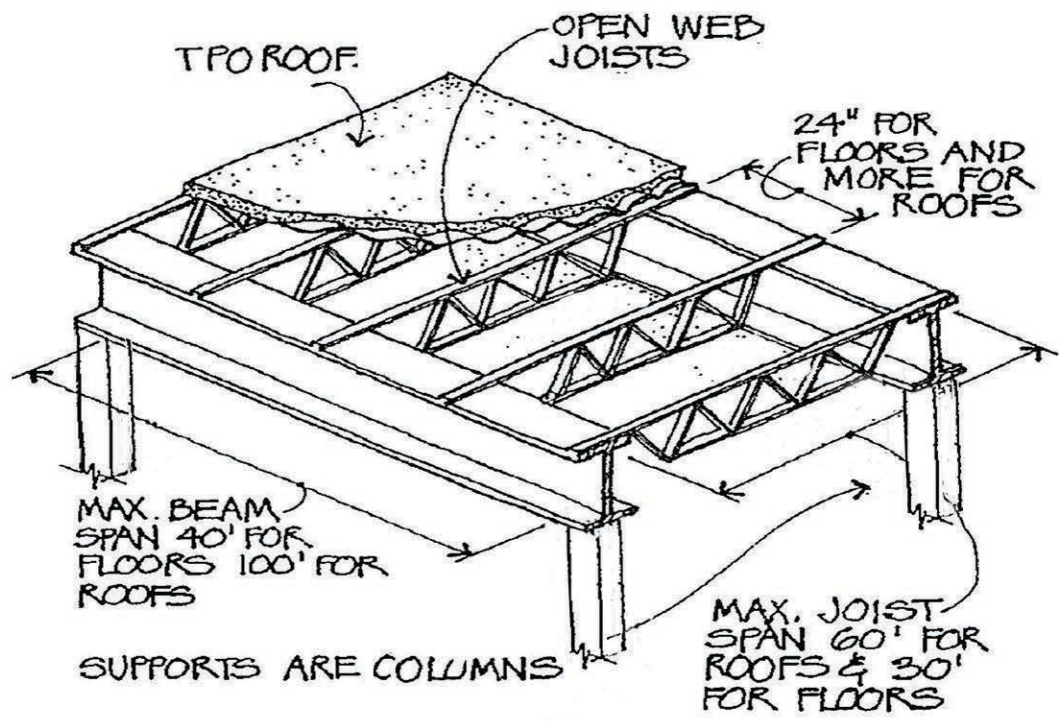 TPO ROOF.
OPEN WEB
JOISTS
24" FOR
FLOORS AND
MORE FOR
ROOFS
MAX. BEAM
SPAN 40' FOR
FLOORS 100' FOR
ROOFS
MAX. JOIST
SPAN 60' FOR
ROOFS & 30'
FOR FLOORS
SUPPORTS ARE COLUMNS